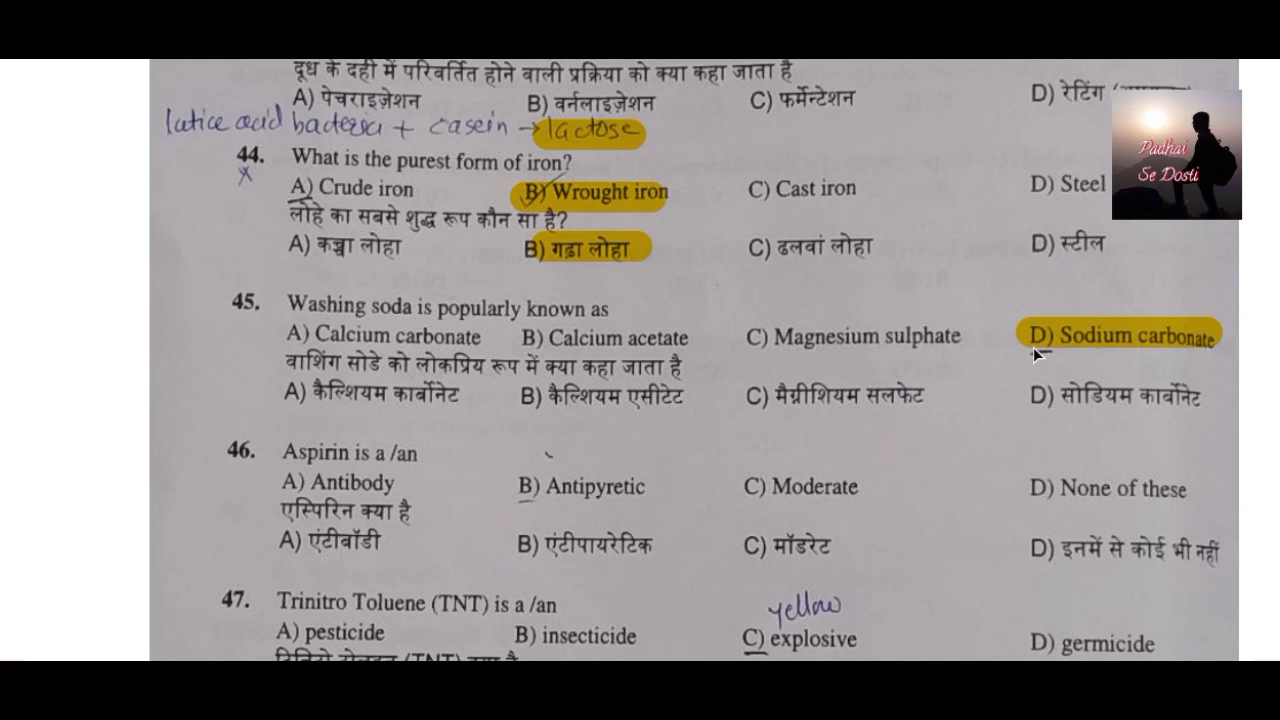 दूध के दही में परिवर्तित होने वाली प्रक्रिया को क्या कहा जाता है
A) पेचराइज़ेशन B) वर्नलाइज़ेशन C) फर्मेन्टेशन D) रेटिंग
latice acid bacteria + casein → lactose
44. What is the purest form of iron?
A) Crude iron B) Wrought iron C) Cast iron D) Steel
लोहे का सबसे शुद्ध रूप कौन सा है?
A) कच्चा लोहा B) गढ़ा लोहा C) ढलवां लोहा D) स्टील
Padhai
Se Dosti
45. Washing soda is popularly known as
A) Calcium carbonate B) Calcium acetate C) Magnesium sulphate D) Sodium carbonate
वाशिंग सोडे को लोकप्रिय रूप में क्या कहा जाता है
A) कैल्शियम कार्बोनेट B) कैल्शियम एसीटेट C) मैग्नीशियम सलफेट D) सोडियम कार्बोनेट
46. Aspirin is a /an
A) Antibody B) Antipyretic C) Moderate D) None of these
एस्पिरिन क्या है
A) एंटीबॉडी B) एंटीपायरेटिक C) मॉडरेट D) इनमें से कोई भी नहीं
47. Trinitro Toluene (TNT) is a /an
yellow
A) pesticide B) insecticide C) explosive D) germicide